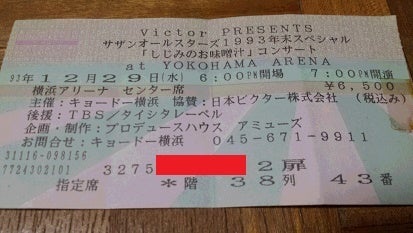 Victor PRESENTS
サザンオールスターズ1993年末スペシャル
「しじみのお味噌汁」コンサート
at YOKOHAMA ARENA
93年12月29日(水) 6:00開場 7:00開演
横浜アリーナ センター席 ¥6,500
主催:キョードー横浜 協賛:日本ビクター株式会社 (税込み)
後援:TBS/タイシタレーベル
企画・制作:プロデュースハウス アミューズ
お問合せ:キョードー横浜 045-671-9911
31116-098156
7724302101 3275 2扉
指定席 *階 38列 43番